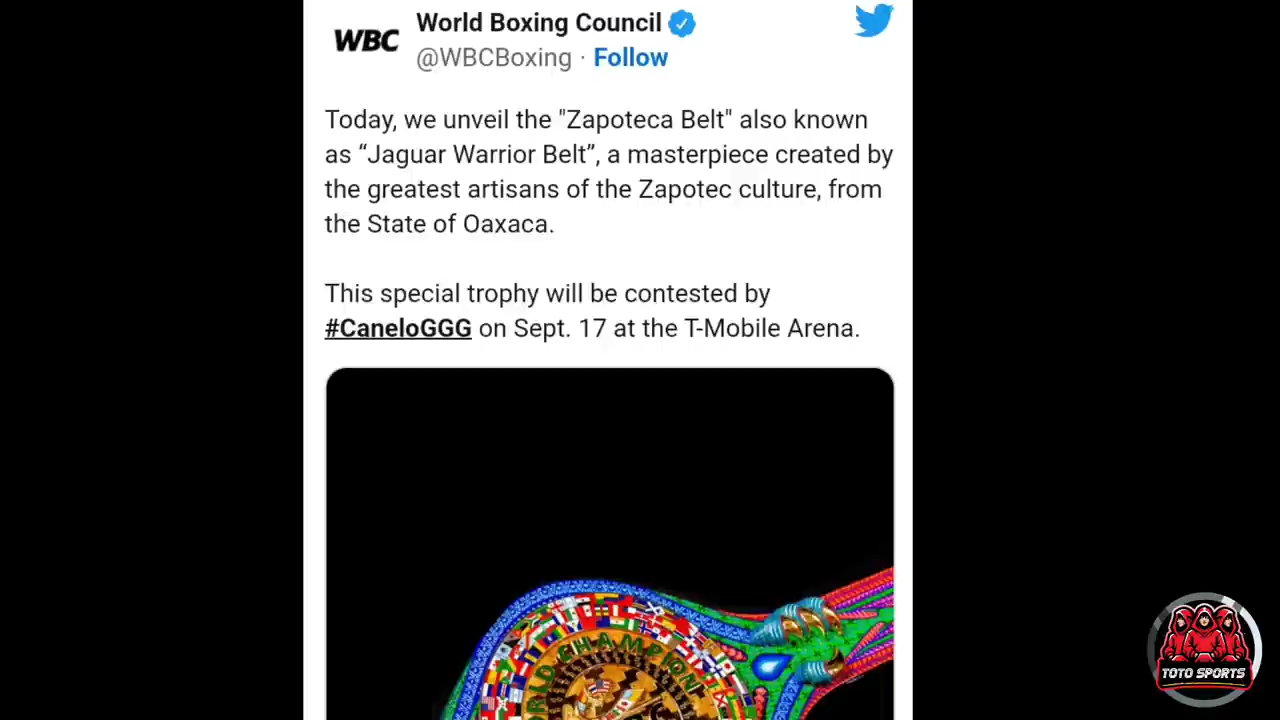 WBC
World Boxing Council
@WBCBoxing · Follow
Today, we unveil the "Zapoteca Belt" also known
as “Jaguar Warrior Belt”, a masterpiece created by
the greatest artisans of the Zapotec culture, from
the State of Oaxaca.
This special trophy will be contested by
#CaneloGGG on Sept. 17 at the T-Mobile Arena.
WORLD CHAMPION
TOTO SPORTS